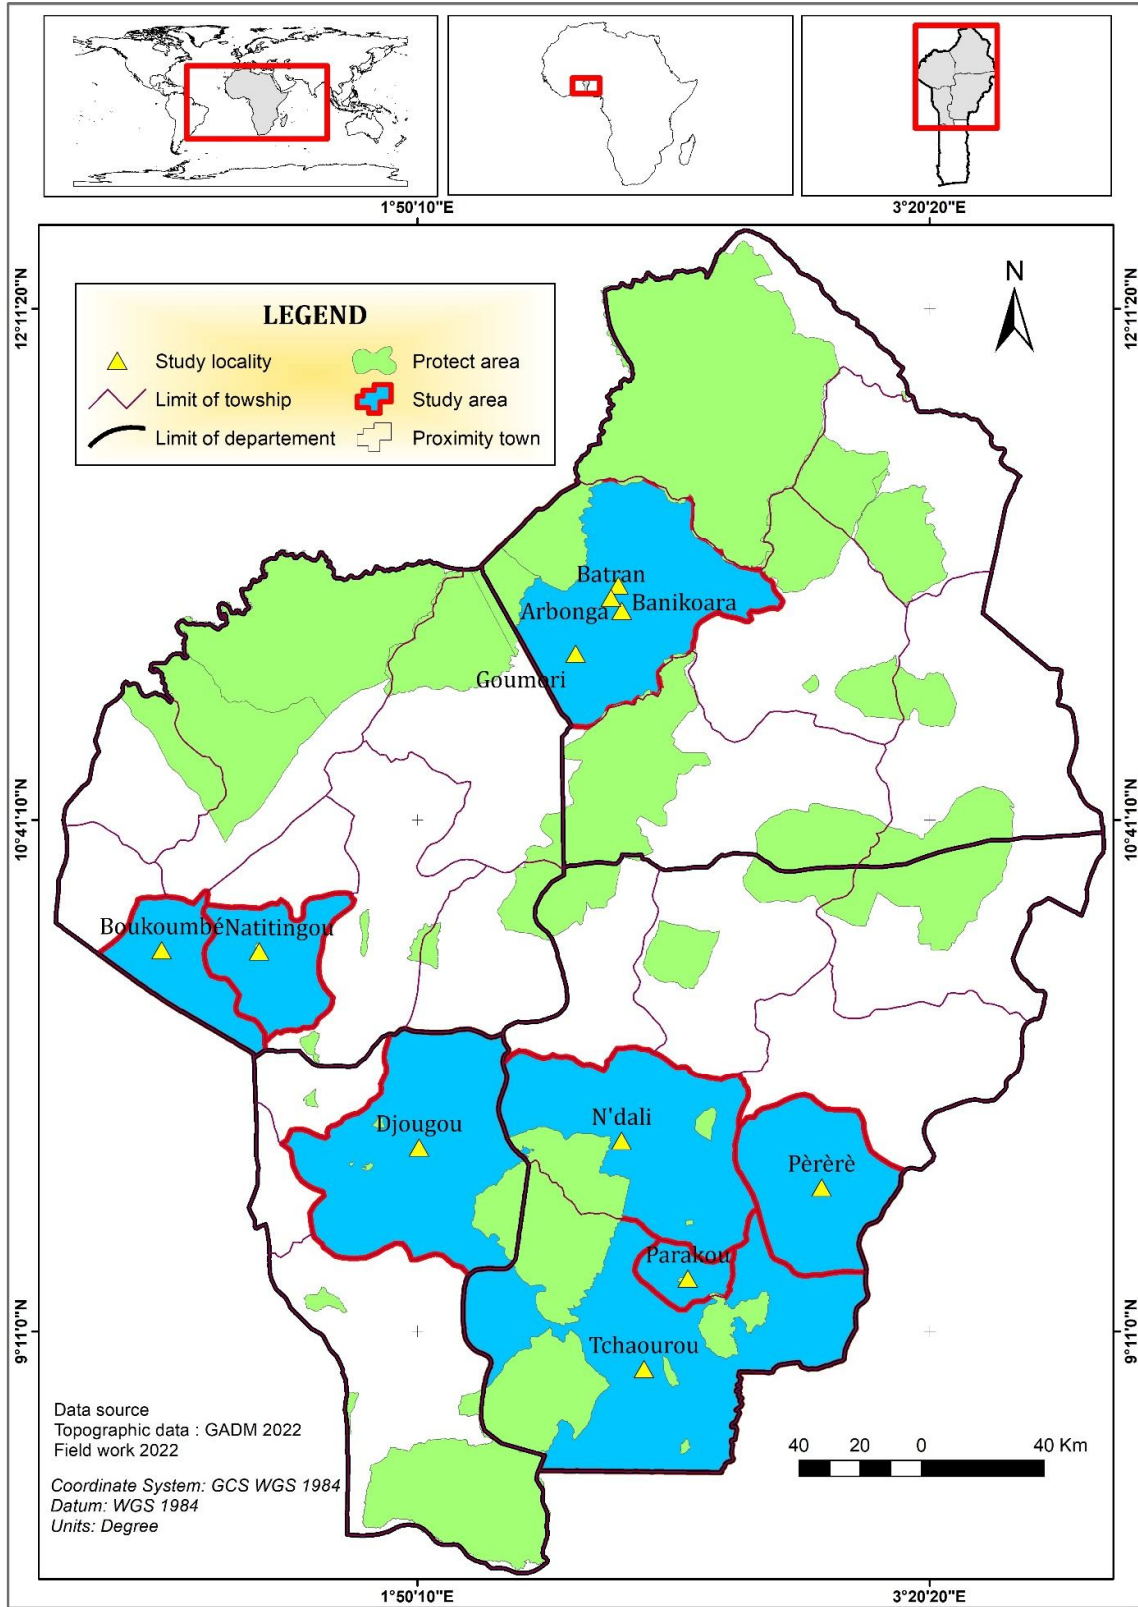 1°50'10"E
3°20'20"E
12°11'20"N
12°11'20"N
N
LEGEND
Study locality
Protect area
Limit of towship
Study area
Limit of departement
Proximity town
Batran
Arbonga
Banikoara
Goumori
10°41'10"N
10°41'10"N
Boukoumbé
Natitingou
Djougou
N'dali
Pèrèrè
Parakou
Tchaourou
9°11'0"N
9°11'0"N
Data source
Topographic data : GADM 2022
Field work 2022
Coordinate System: GCS WGS 1984
Datum: WGS 1984
Units: Degree
40 20 0 40 Km
1°50'10"E
3°20'20"E